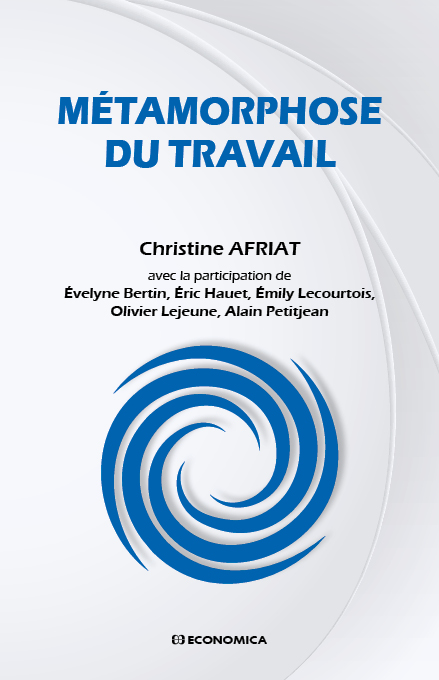 MÉTAMORPHOSE
DU TRAVAIL
Christine AFRIAT
avec la participation de
Évelyne Bertin, Éric Hauet, Émily Lecourtois,
Olivier Lejeune, Alain Petitjean
ECONOMICA